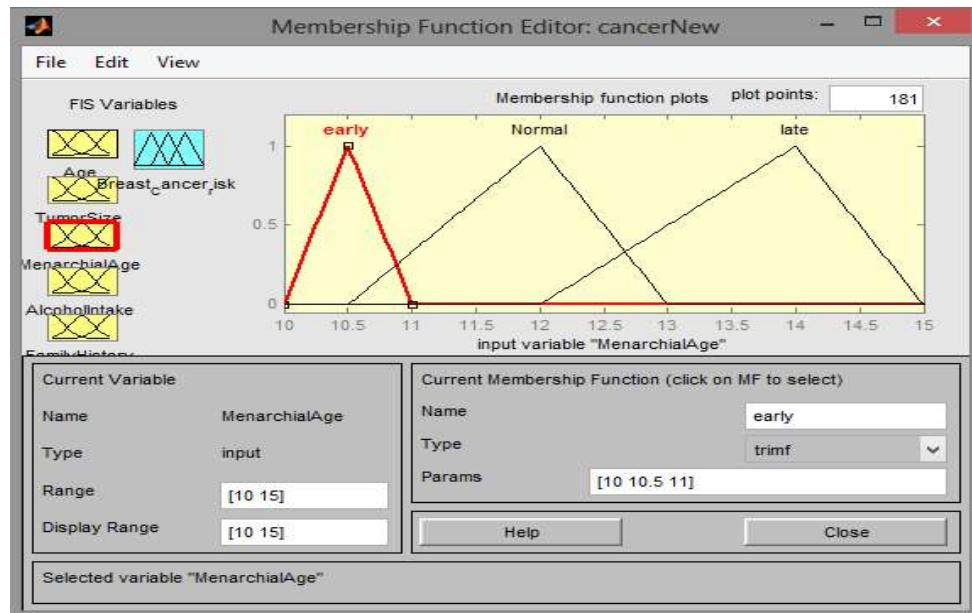 Membership Function Editor: cancerNew
File Edit View
FIS Variables
Membership function plots
plot points:
181
Age
Breast_cancer_risk
TumorSize
MenarchialAge
AlcoholIntake
FamilyHistory
early
Normal
late
1
0.5
0
10 10.5 11 11.5 12 12.5 13 13.5 14 14.5 15
input variable "MenarchialAge"
Current Variable
Name MenarchialAge
Type input
Range [10 15]
Display Range [10 15]
Current Membership Function (click on MF to select)
Name early
Type trimf
Params [10 10.5 11]
Help Close
Selected variable "MenarchialAge"